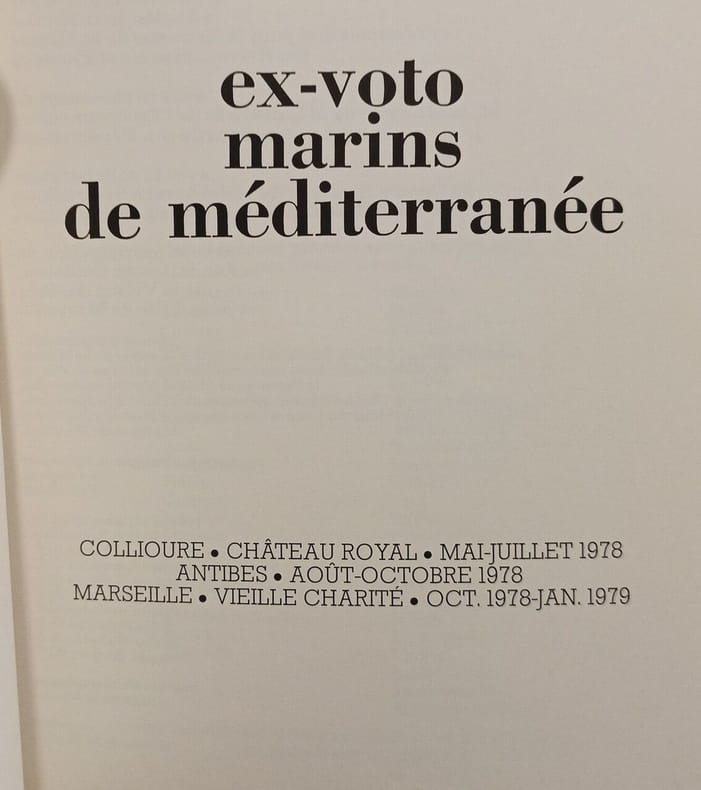 ex-voto
marins
de méditerranée
COLLIOURE • CHÂTEAU ROYAL • MAI-JUILLET 1978
ANTIBES • AOÛT-OCTOBRE 1978
MARSEILLE • VIEILLE CHARITÉ • OCT. 1978-JAN. 1979